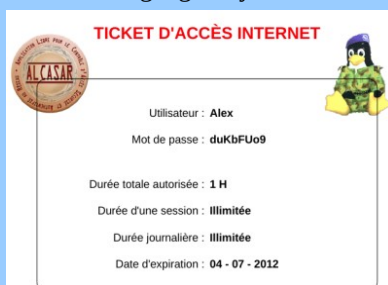 TICKET D'ACCÈS INTERNET
ALCASAR
Utilisateur : Alex
Mot de passe : duKbFUo9
Durée totale autorisée : 1 H
Durée d'une session : Illimitée
Durée journalière : Illimitée
Date d'expiration : 04 - 07 - 2012